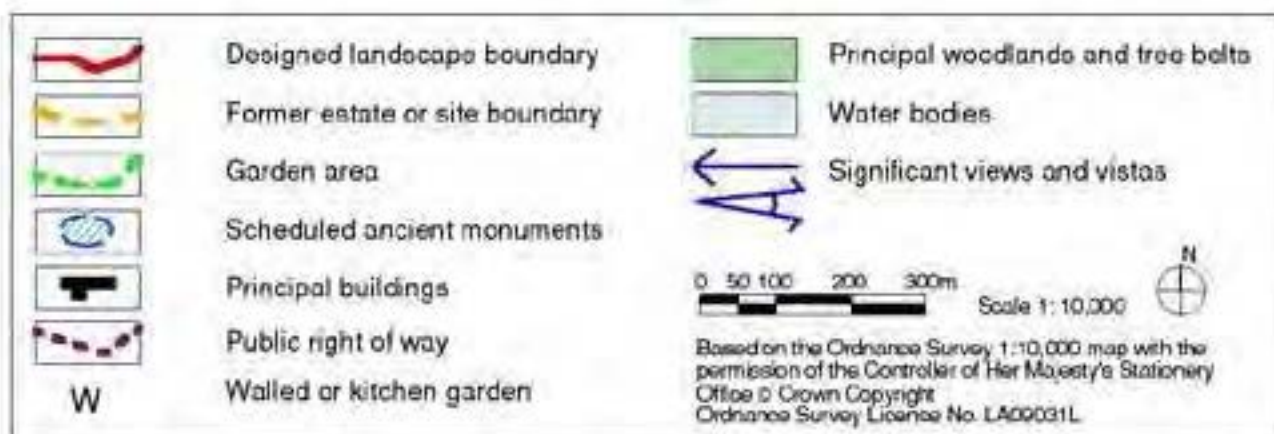 Designed landscape boundary
Former estate or site boundary
Garden area
Scheduled ancient monuments
Principal buildings
Public right of way
W Walled or kitchen garden
Principal woodlands and tree belts
Water bodies
Significant views and vistas
N
0 50 100 200 300m
Scale 1:10,000
Based on the Ordnance Survey 1:10,000 map with the
permission of the Controller of Her Majesty's Stationery
Office © Crown Copyright
Ordnance Survey Licence No. LA09031L